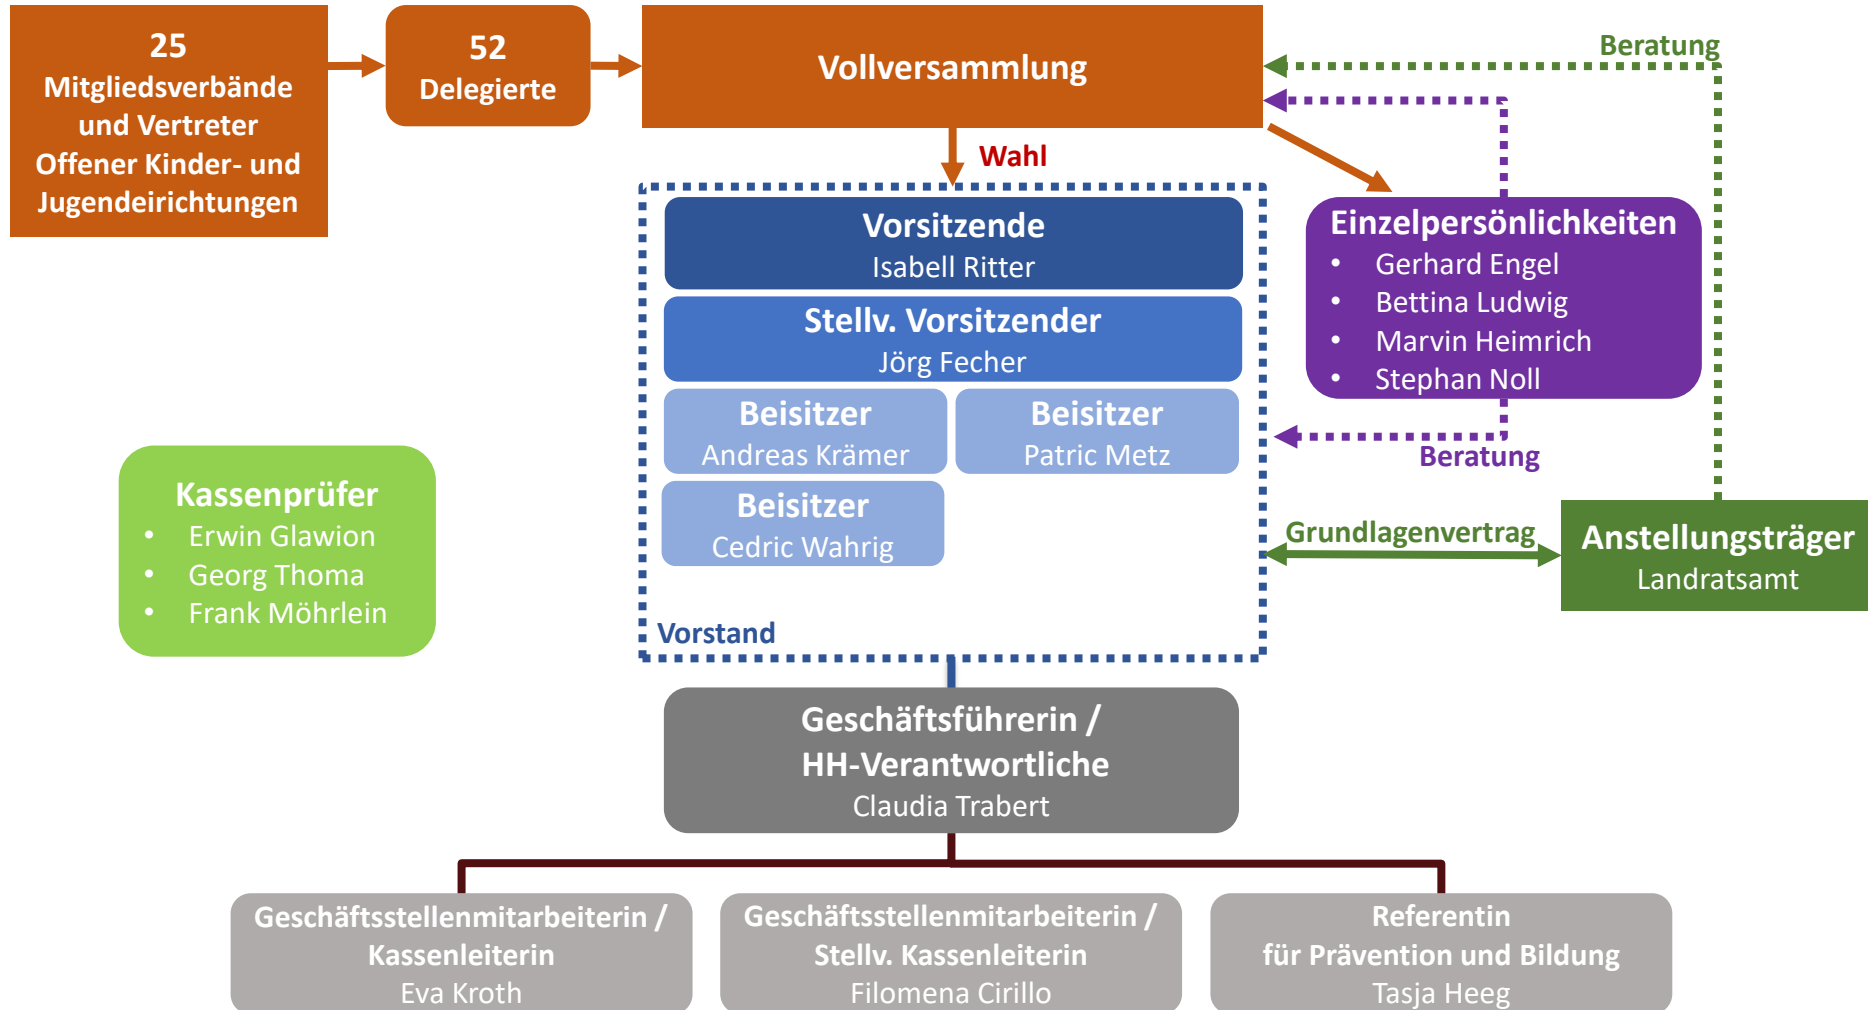 25
Mitgliedsverbände
und Vertreter
Offener Kinder- und
Jugendeirichtungen
52
Delegierte
Vollversammlung
Beratung
Wahl
Vorsitzende
Isabell Ritter
Stellv. Vorsitzender
Jörg Fecher
Beisitzer
Andreas Krämer
Beisitzer
Patric Metz
Beisitzer
Cedric Wahrig
Vorstand
Einzelpersönlichkeiten
• Gerhard Engel
• Bettina Ludwig
• Marvin Heimrich
• Stephan Noll
Beratung
Grundlagenvertrag
Anstellungsträger
Landratsamt
Kassenprüfer
• Erwin Glawion
• Georg Thoma
• Frank Möhrlein
Geschäftsführerin /
HH-Verantwortliche
Claudia Trabert
Geschäftsstellenmitarbeiterin /
Kassenleiterin
Eva Kroth
Geschäftsstellenmitarbeiterin /
Stellv. Kassenleiterin
Filomena Cirillo
Referentin
für Prävention und Bildung
Tasja Heeg